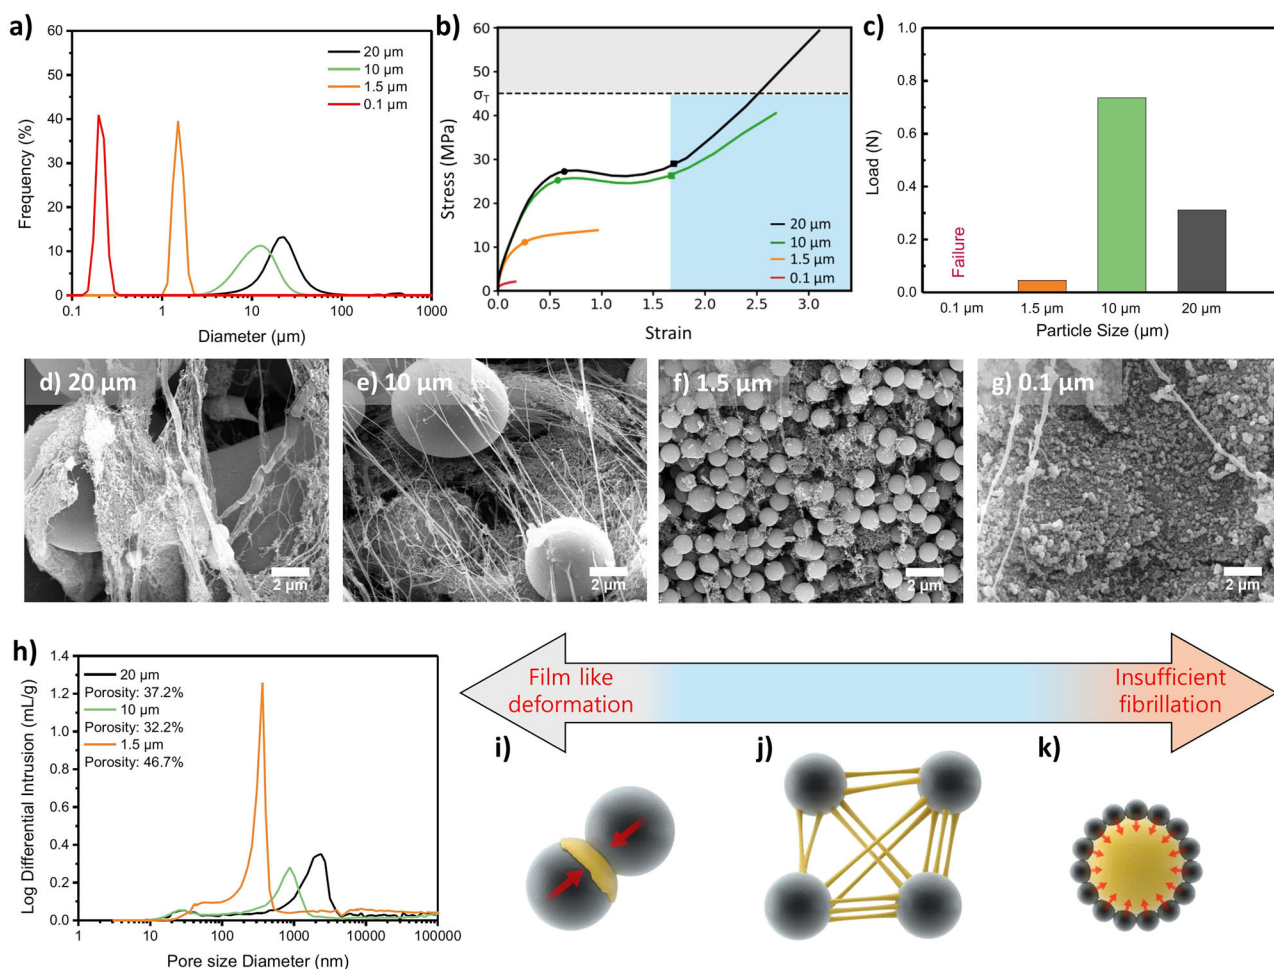 a)
60
50
40
30
20
10
0
Frequency (%)
0.1
1
10
100
1000
Diameter (µm)
20 µm
10 µm
1.5 µm
0.1 µm
b)
60
50
σT
40
30
20
10
0
Stress (MPa)
0.0
0.5
1.0
1.5
2.0
2.5
3.0
Strain
20 µm
10 µm
1.5 µm
0.1 µm
c)
1.0
0.8
0.6
0.4
0.2
0.0
Load (N)
Failure
0.1 µm
1.5 µm
10 µm
20 µm
Particle Size (µm)
d) 20 µm
2 µm
e) 10 µm
2 µm
f) 1.5 µm
2 µm
g) 0.1 µm
2 µm
h)
1.4
1.2
1.0
0.8
0.6
0.4
0.2
0.0
Log Differential Intrusion (mL/g)
20 µm
Porosity: 37.2%
10 µm
Porosity: 32.2%
1.5 µm
Porosity: 46.7%
1
10
100
1000
10000
100000
Pore size Diameter (nm)
Film like
deformation
Insufficient
fibrillation
i)
j)
k)